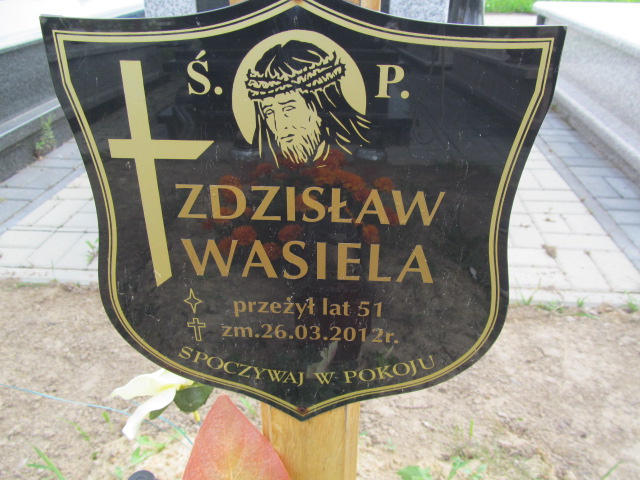 Ś. P.
ZDZISŁAW
WASIELA
przeżył lat 51
zm.26.03.2012r.
SPOCZYWAJ W POKOJU